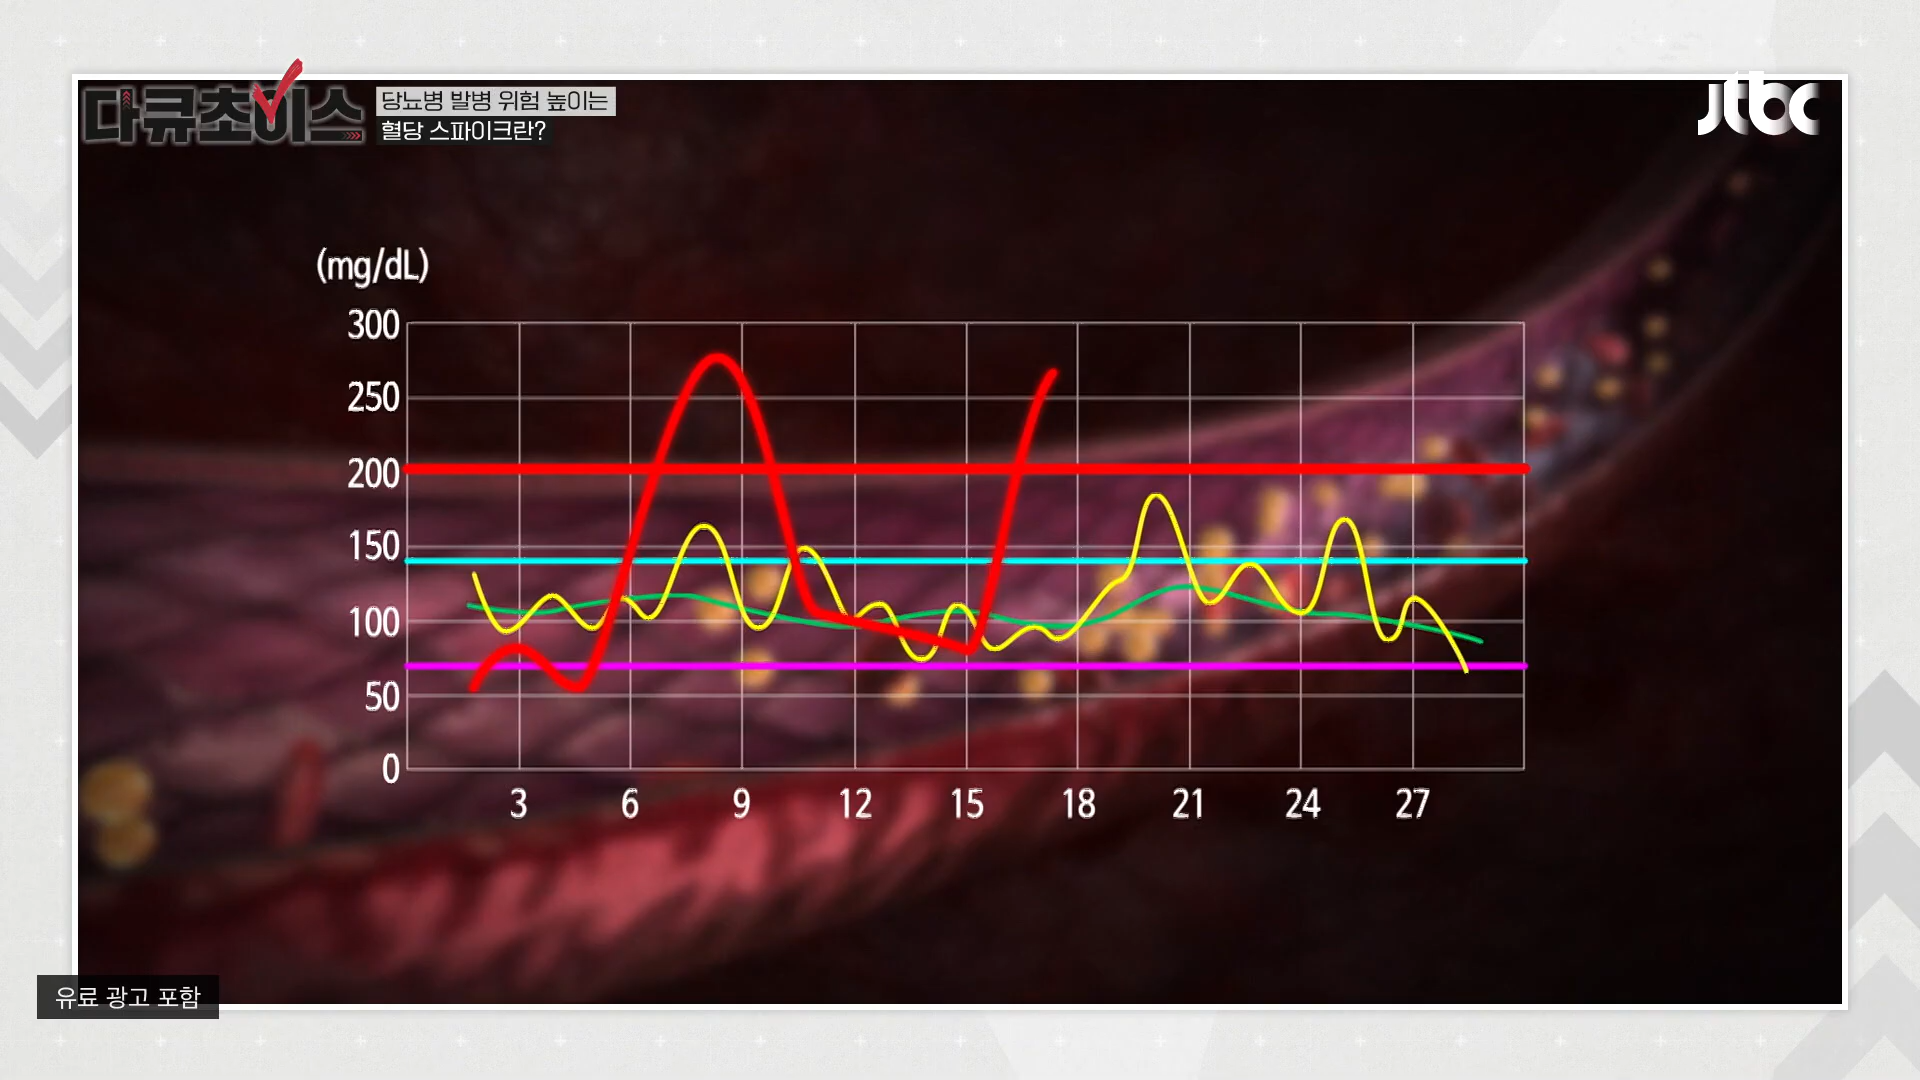 다큐초이스
당뇨병 발병 위험 높이는
혈당 스파이크란?
jtbc
(mg/dL)
300
250
200
150
100
50
0
3 6 9 12 15 18 21 24 27
유료 광고 포함